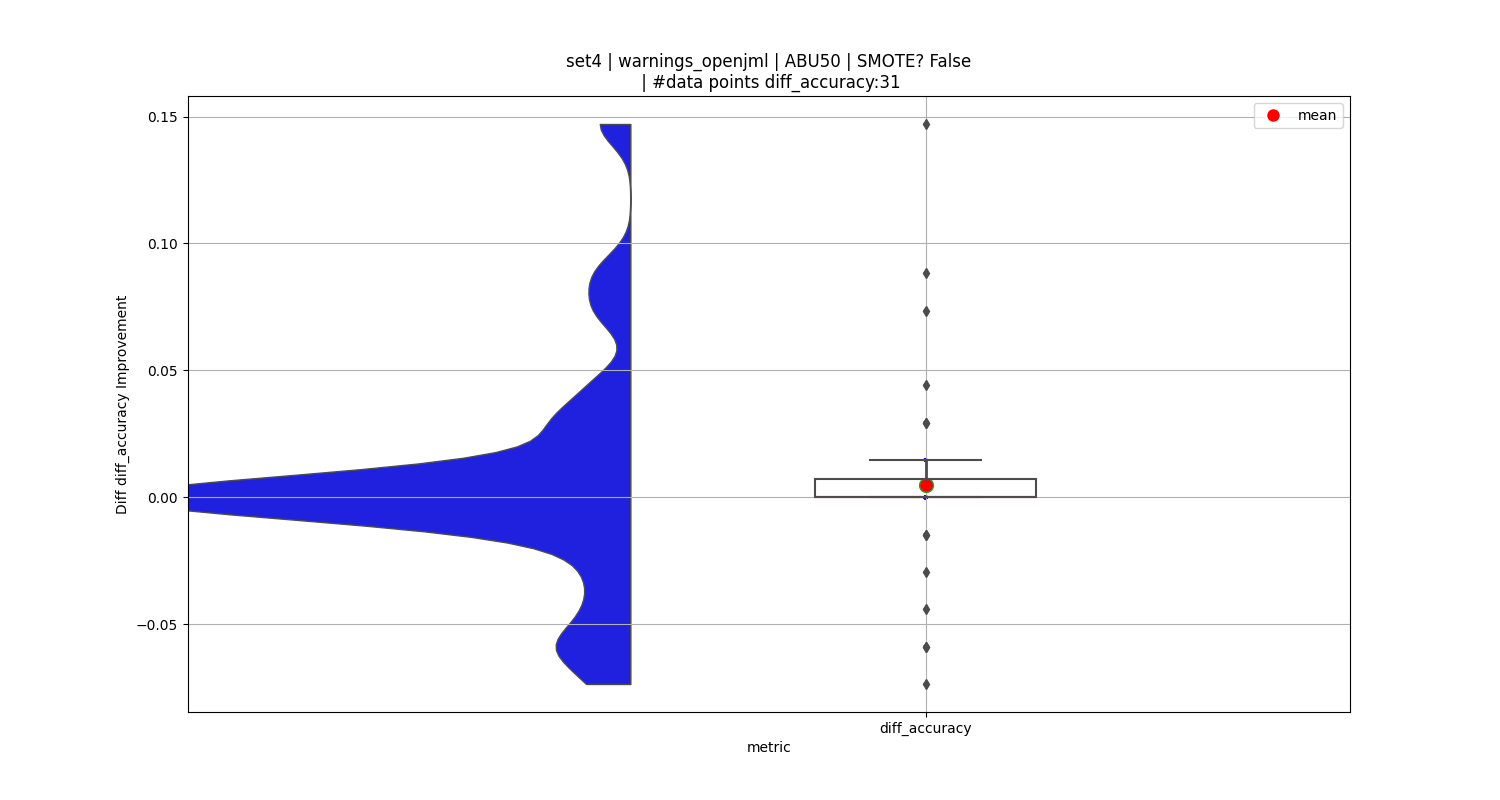 set4 | warnings_openjml | ABU50 | SMOTE? False
| #data points diff_accuracy:31
mean
0.15
0.10
0.05
0.00
−0.05
Diff diff_accuracy Improvement
diff_accuracy
metric